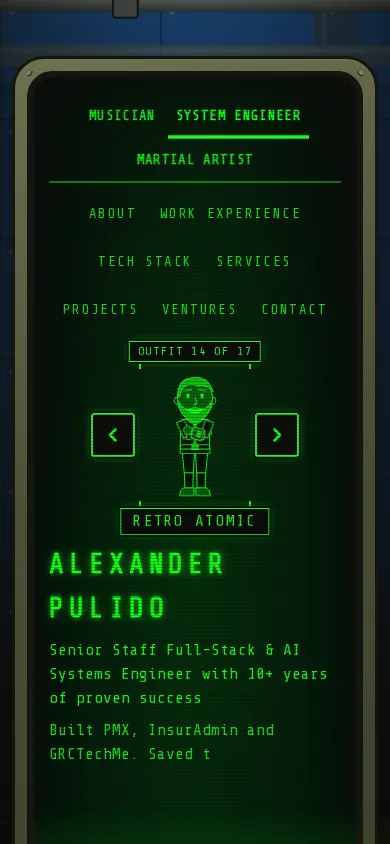 MUSICIAN SYSTEM ENGINEER
MARTIAL ARTIST
ABOUT WORK EXPERIENCE
TECH STACK SERVICES
PROJECTS VENTURES CONTACT
OUTFIT 14 OF 17
RETRO ATOMIC
ALEXANDER
PULIDO
Senior Staff Full-Stack & AI
Systems Engineer with 10+ years
of proven success
Built PMX, InsurAdmin and
GRCTechMe. Saved t